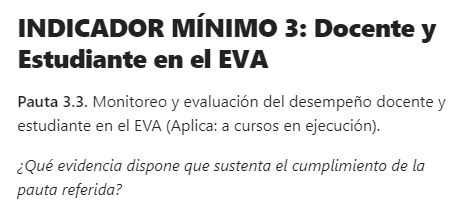 INDICADOR MÍNIMO 3: Docente y
Estudiante en el EVA
Pauta 3.3. Monitoreo y evaluación del desempeño docente y
estudiante en el EVA (Aplica: a cursos en ejecución).
¿Qué evidencia dispone que sustenta el cumplimiento de la
pauta referida?